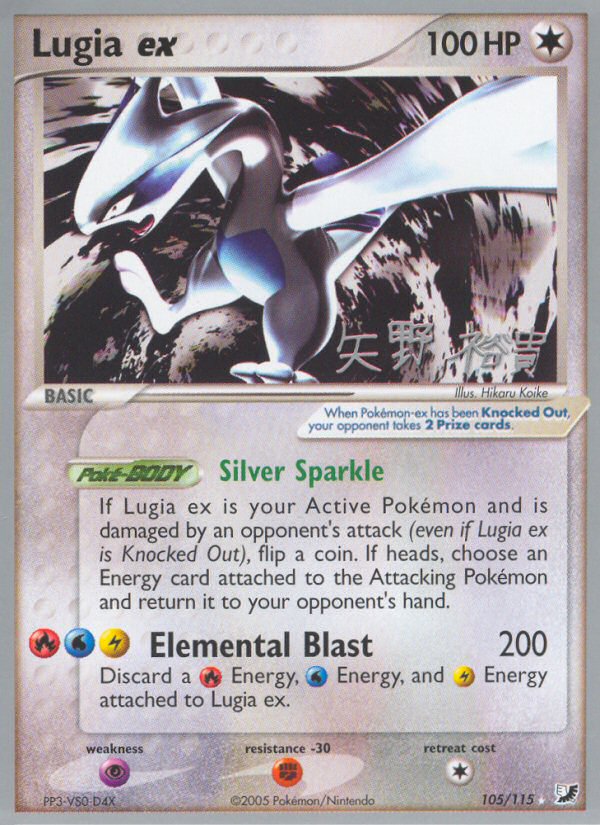 Lugia ex 100 HP
矢野裕貴
BASIC
Illus. Hikaru Koike
When Pokémon-ex has been Knocked Out,
your opponent takes 2 Prize cards.
Poké-BODY Silver Sparkle
If Lugia ex is your Active Pokémon and is
damaged by an opponent's attack (even if Lugia ex
is Knocked Out), flip a coin. If heads, choose an
Energy card attached to the Attacking Pokémon
and return it to your opponent's hand.
Elemental Blast 200
Discard a Energy, Energy, and Energy
attached to Lugia ex.
weakness resistance -30 retreat cost
PP3-VS0 D4X ©2005 Pokémon/Nintendo 105/115